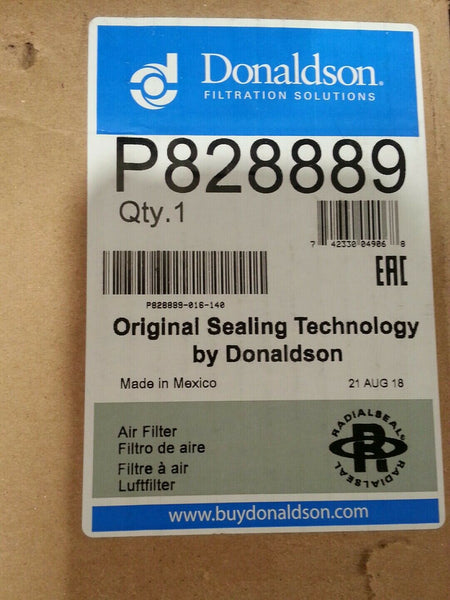 Donaldson®
FILTRATION SOLUTIONS
P828889
Qty.1
7 42330 04906 8
EAC
P828889-016-140
Original Sealing Technology
by Donaldson
Made in Mexico
21 AUG 18
Air Filter
Filtro de aire
Filtre à air
Luftfilter
RADIALSEAL®
RADIALSEAL
www.buydonaldson.com